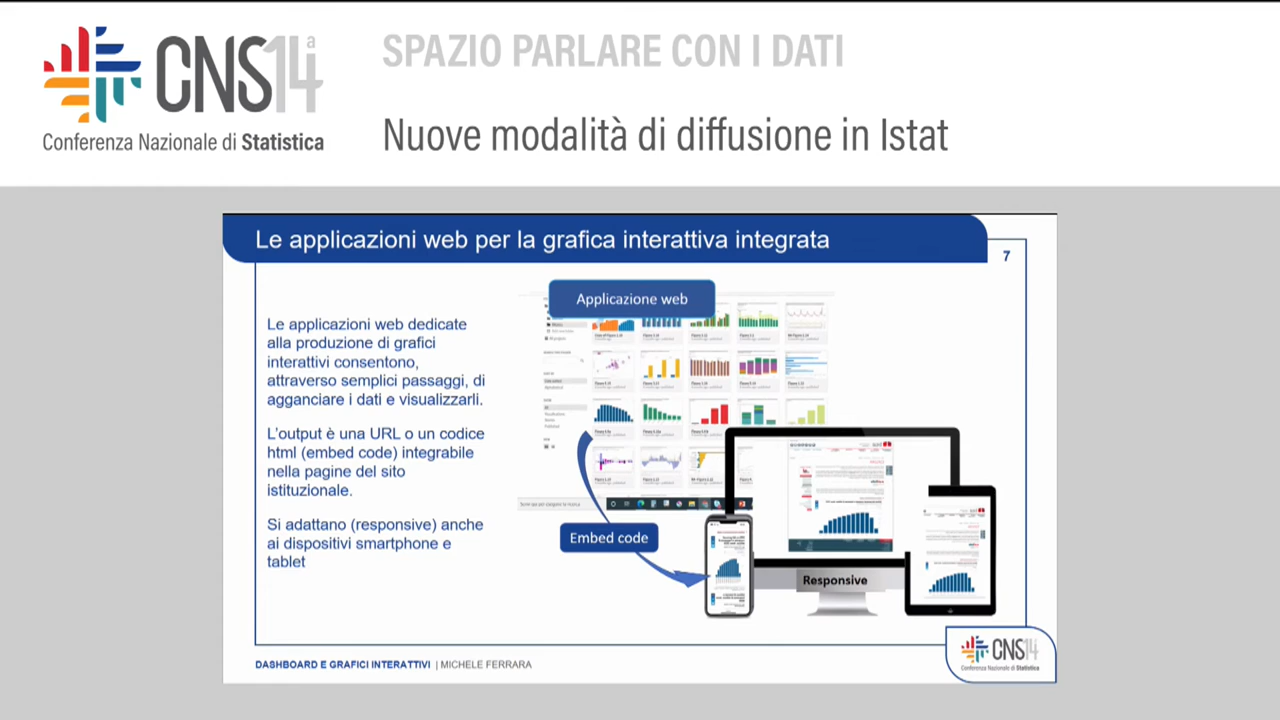 CNS14ª
Conferenza Nazionale di Statistica
SPAZIO PARLARE CON I DATI
Nuove modalità di diffusione in Istat
Le applicazioni web per la grafica interattiva integrata
7
Le applicazioni web dedicate
alla produzione di grafici
interattivi consentono,
attraverso semplici passaggi, di
agganciare i dati e visualizzarli.
L'output è una URL o un codice
html (embed code) integrabile
nella pagine del sito
istituzionale.
Si adattano (responsive) anche
ai dispositivi smartphone e
tablet
Applicazione web
Embed code
Responsive
DASHBOARD E GRAFICI INTERATTIVI | MICHELE FERRARA
CNS14
Conferenza Nazionale di Statistica